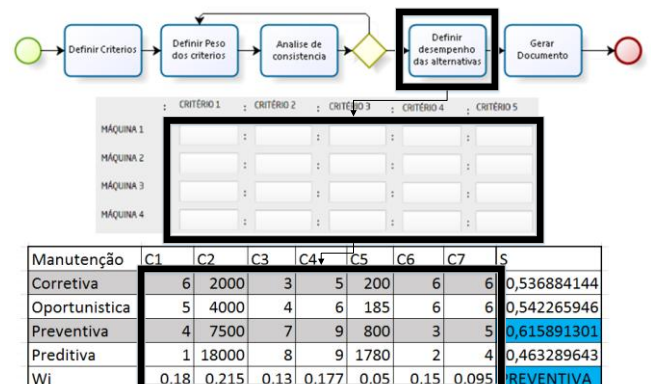 Definir Criterios
Definir Peso
dos criterios
Analise de
consistencia
Definir
desempenho
das alternativas
Gerar
Documento
: CRITÉRIO 1 : CRITÉRIO 2 : CRITÉRIO 3 : CRITÉRIO 4 : CRITÉRIO 5
MÁQUINA 1 : : : :
MÁQUINA 2 : : : :
MÁQUINA 3 : : : :
MÁQUINA 4 : : : :
Manutenção C1 C2 C3 C4 C5 C6 C7 S
Corretiva 6 2000 3 5 200 6 6 0,536884144
Oportunistica 5 4000 4 6 185 6 6 0,542265946
Preventiva 4 7500 7 9 800 3 5 0,615891301
Preditiva 1 18000 8 9 1780 2 4 0,463289643
Wi 0,18 0,215 0,13 0,177 0,05 0,15 0,095 PREVENTIVA